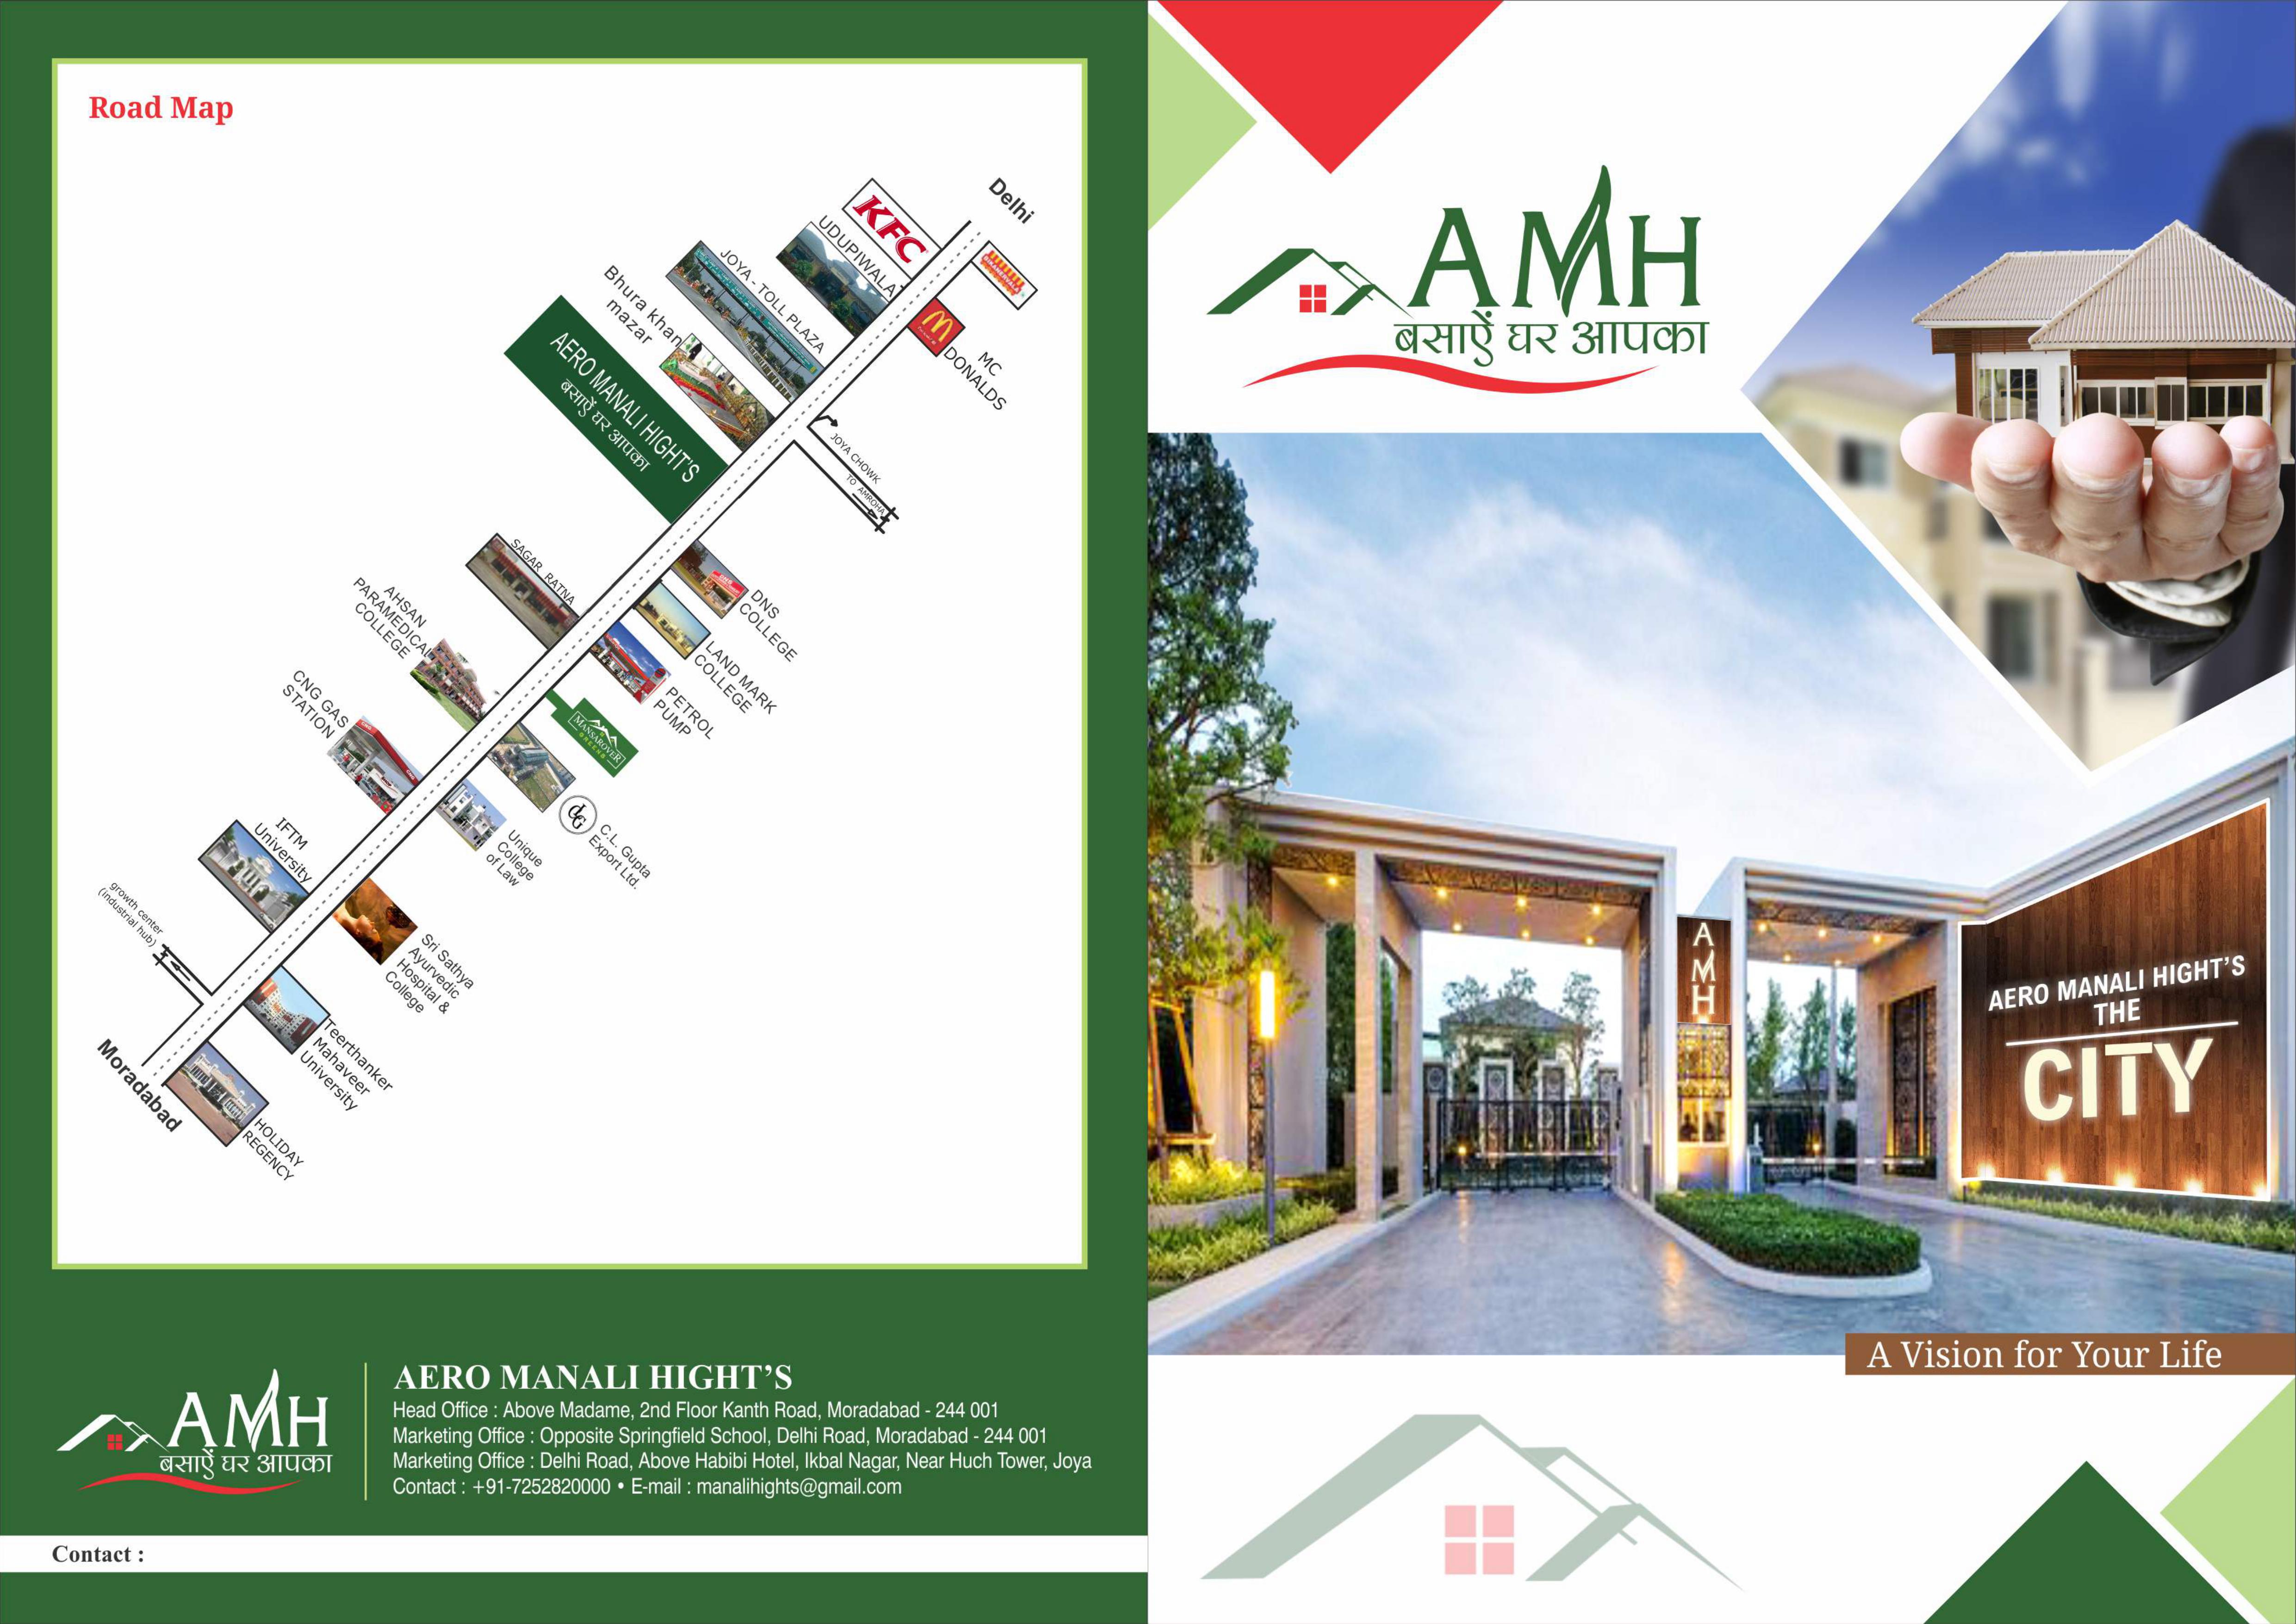 Road Map
Delhi
KFC
UDUPIWALA
JOYA - TOLL PLAZA
Bhura khan
mazar
MC
DONALDS
AERO MANALI HIGHT'S
बसाऐं घर आपका
JOYA CHOWK
TO AMROHA
SAGAR RATNA
DNS
COLLEGE
LAND MARK
COLLEGE
PETROL
PUMP
AHSAN
PARAMEDICAL
COLLEGE
MANSAROVER
GREENS
CNG GAS
STATION
C.L. Gupta
Export Ltd.
Unique
College
of Law
IFTM
University
growth center
(industrial hub)
Sri Sathya
Ayurvedic
Hospital &
College
Teerthanker
Mahaveer
University
Moradabad
HOLIDAY
REGENCY
AMH
बसाऐं घर आपका
AERO MANALI HIGHT'S
Head Office : Above Madame, 2nd Floor Kanth Road, Moradabad - 244 001
Marketing Office : Opposite Springfield School, Delhi Road, Moradabad - 244 001
Marketing Office : Delhi Road, Above Habibi Hotel, Ikbal Nagar, Near Huch Tower, Joya
Contact : +91-7252820000 • E-mail : manalihights@gmail.com
Contact :
AMH
बसाऐं घर आपका
A
M
H
AERO MANALI HIGHT'S
THE
CITY
A Vision for Your Life